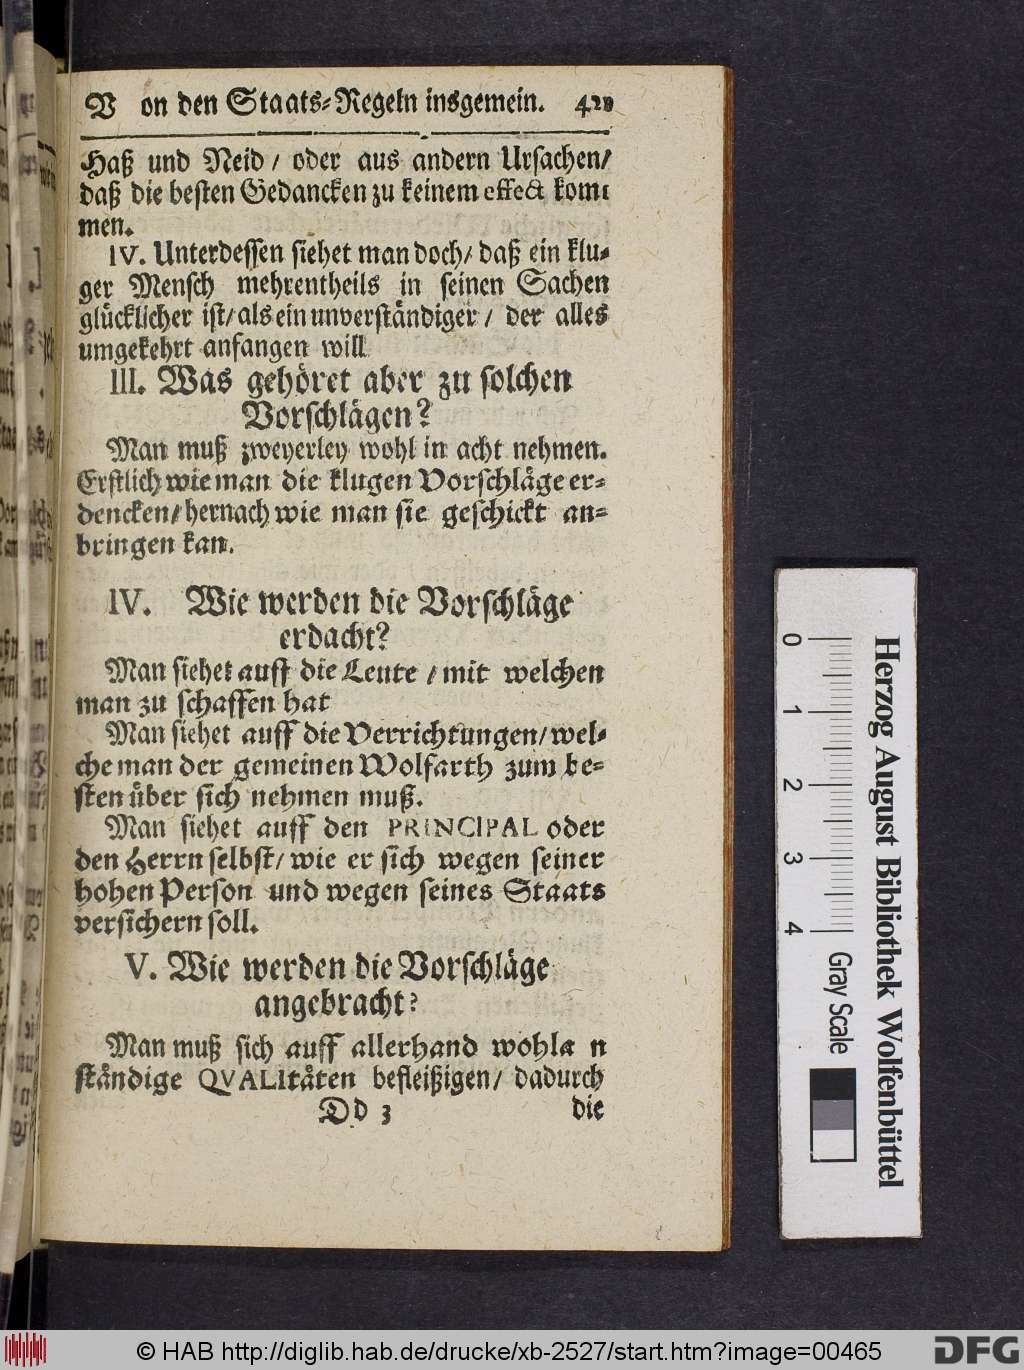 V on den Staats-Regeln insgemein. 421
Haß und Neid / oder aus andern Ursachen/
daß die besten Gedancken zu keinem effect kom
men.
IV. Unterdessen siehet man doch/ daß ein klu-
ger Mensch mehrentheils in seinen Sachen
glücklicher ist/ als ein unverständiger / der alles
umgekehrt anfangen will
III. Was gehöret aber zu solchen
Vorschlägen?
Man muß zweyerley wohl in acht nehmen.
Erstlich wie man die klugen Vorschläge er-
dencken/ hernach wie man sie geschickt an-
bringen kan.
IV. Wie werden die Vorschläge
erdacht?
Man siehet auff die Leute / mit welchen
man zu schaffen hat
Man siehet auff die Verrichtungen/ wel-
che man der gemeinen Wolfarth zum be-
sten über sich nehmen muß.
Man siehet auff den PRINCIPAL oder
den Herrn selbst/ wie er sich wegen seiner
hohen Person und wegen seines Staats
versichern soll.
V. Wie werden die Vorschläge
angebracht?
Man muß sich auff allerhand wohla n
ständige QVALItäten befleißigen/ dadurch
Dd 3 die
0 1 2 3 4
Herzog August Bibliothek Wolfenbüttel
Gray Scale
© HAB http://diglib.hab.de/drucke/xb-2527/start.htm?image=00465
DFG